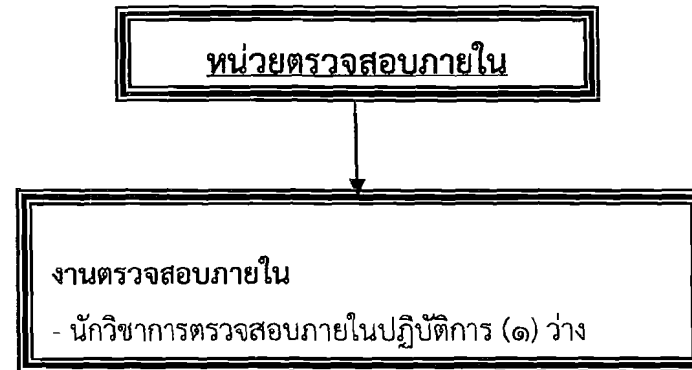 หน่วยตรวจสอบภายใน
งานตรวจสอบภายใน
- นักวิชาการตรวจสอบภายในปฏิบัติการ (๑) ว่าง